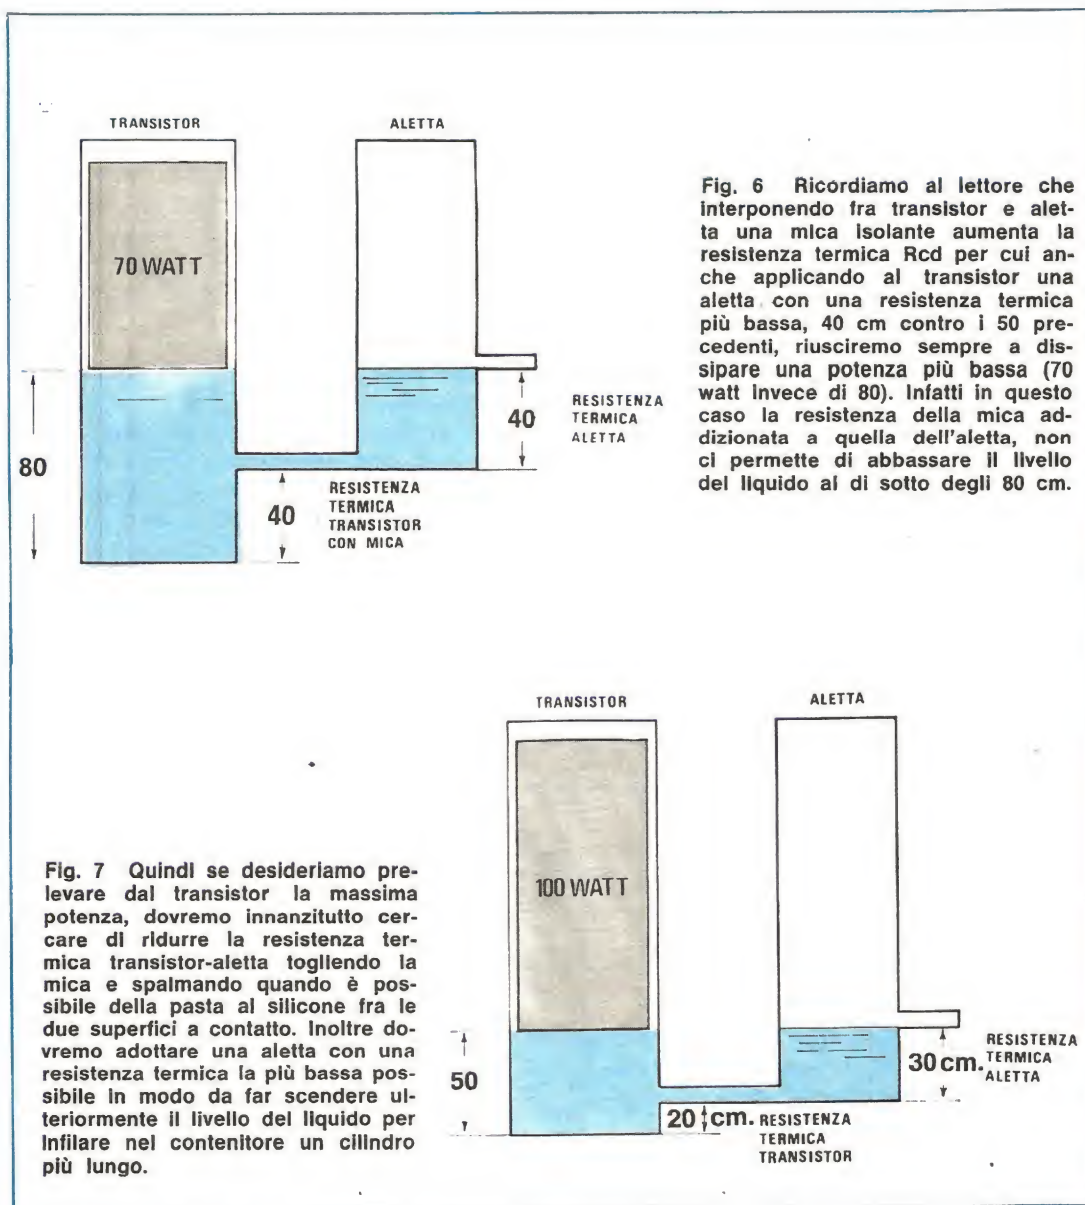 TRANSISTOR
ALETTA
70 WATT
80
40
RESISTENZA
TERMICA
TRANSISTOR
CON MICA
40
RESISTENZA
TERMICA
ALETTA
Fig. 6 Ricordiamo al lettore che
interponendo fra transistor e alet-
ta una mica isolante aumenta la
resistenza termica Rcd per cui an-
che applicando al transistor una
aletta con una resistenza termica
più bassa, 40 cm contro i 50 pre-
cedenti, riusciremo sempre a dis-
sipare una potenza più bassa (70
watt invece di 80). Infatti in questo
caso la resistenza della mica ad-
dizionata a quella dell'aletta, non
ci permette di abbassare il livello
del liquido al di sotto degli 80 cm.
Fig. 7 Quindi se desideriamo pre-
levare dal transistor la massima
potenza, dovremo innanzitutto cer-
care di ridurre la resistenza ter-
mica transistor-aletta togliendo la
mica e spalmando quando è pos-
sibile della pasta al silicone fra le
due superfici a contatto. Inoltre do-
vremo adottare una aletta con una
resistenza termica la più bassa pos-
sibile in modo da far scendere ul-
teriormente il livello del liquido per
infilare nel contenitore un cilindro
più lungo.
TRANSISTOR
ALETTA
100 WATT
50
20 cm. RESISTENZA
TERMICA
TRANSISTOR
30 cm. RESISTENZA
TERMICA
ALETTA